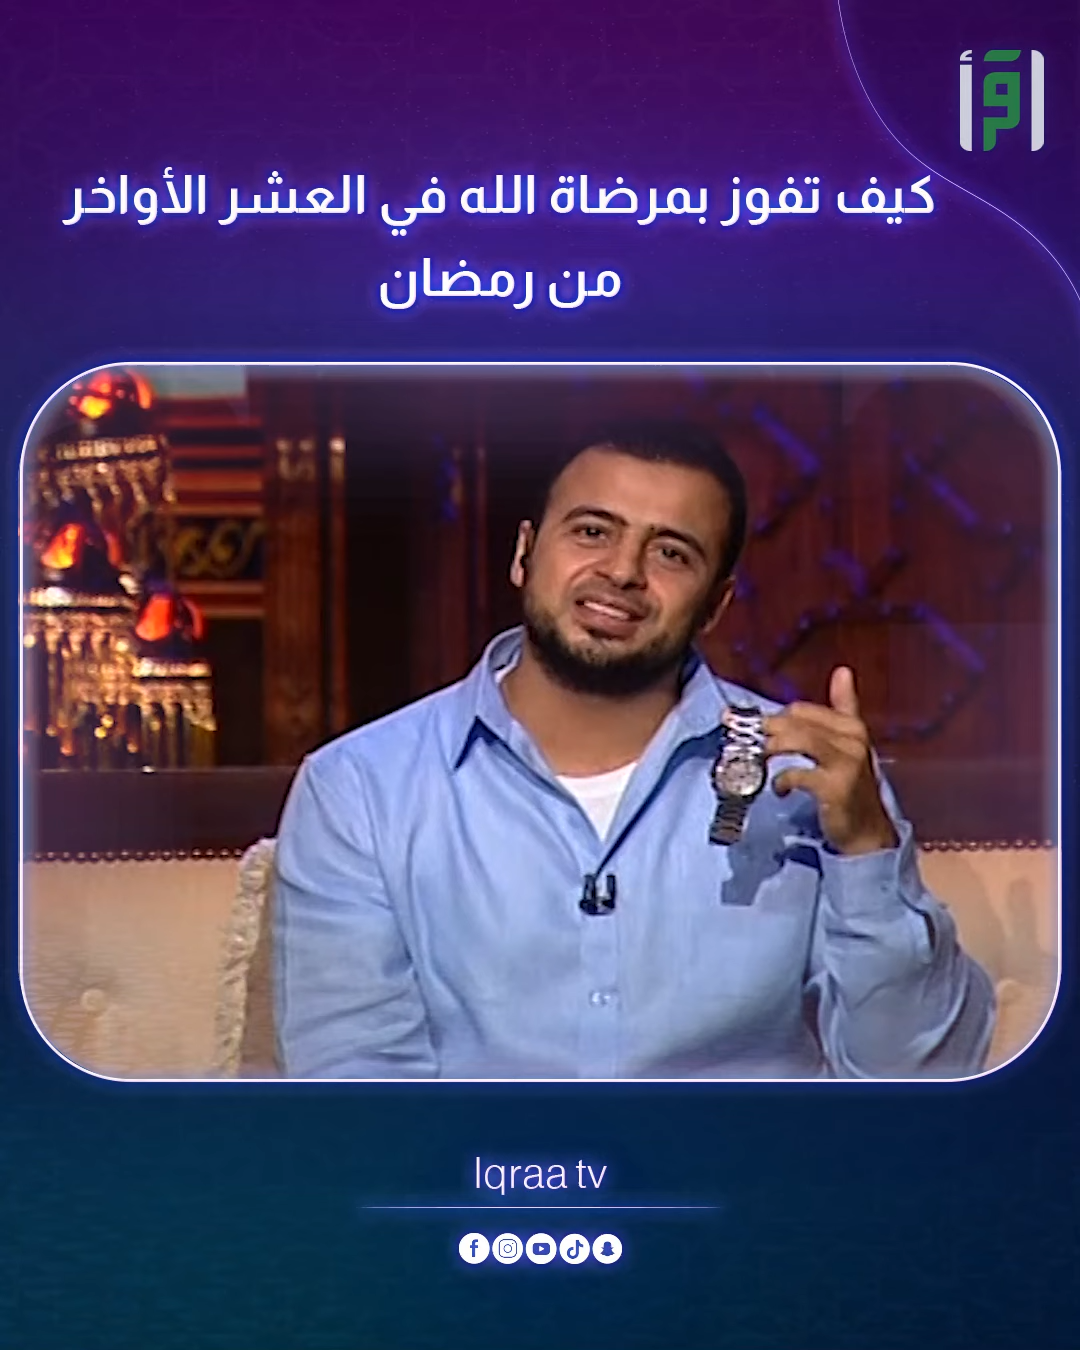 اقرأ
كيف تفوز بمرضاة الله في العشر الأواخر
من رمضان
Iqraa tv